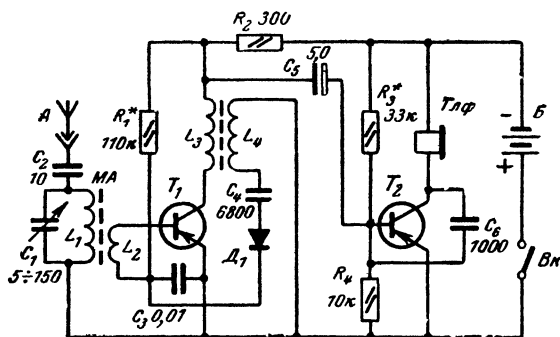 R₂ 300
C₅ 5,0
A
R₁* 110к
L₃
L₄
R₃* 33к
Тлф
Б
-
+
C₂ 10
МА
T₁
C₄ 6800
T₂
C₁ 5÷150
L₁
L₂
Д₁
C₆ 1000
Вк
C₃ 0,01
R₄ 10к